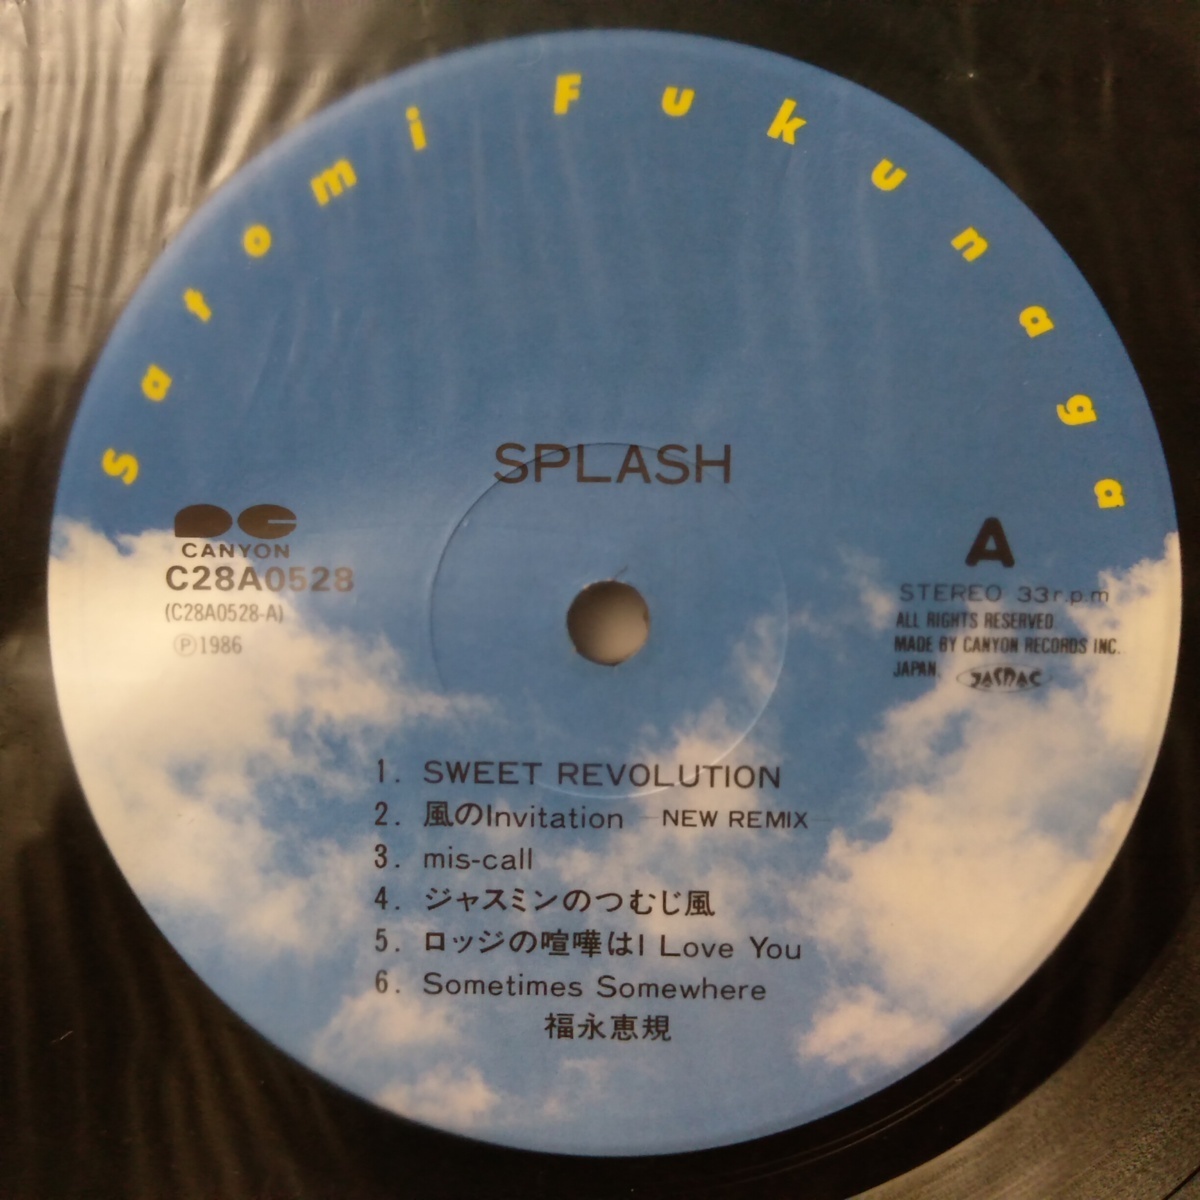 Satomi Fukunaga
SPLASH
PC
CANYON
C28A0528
(C28A0528-A)
Ⓟ1986
A
STEREO 33r.p.m
ALL RIGHTS RESERVED.
MADE BY CANYON RECORDS INC.
JAPAN. JASRAC
1. SWEET REVOLUTION
2. 風のInvitation —NEW REMIX—
3. mis-call
4. ジャスミンのつむじ風
5. ロッジの喧嘩はI Love You
6. Sometimes Somewhere
福永恵規